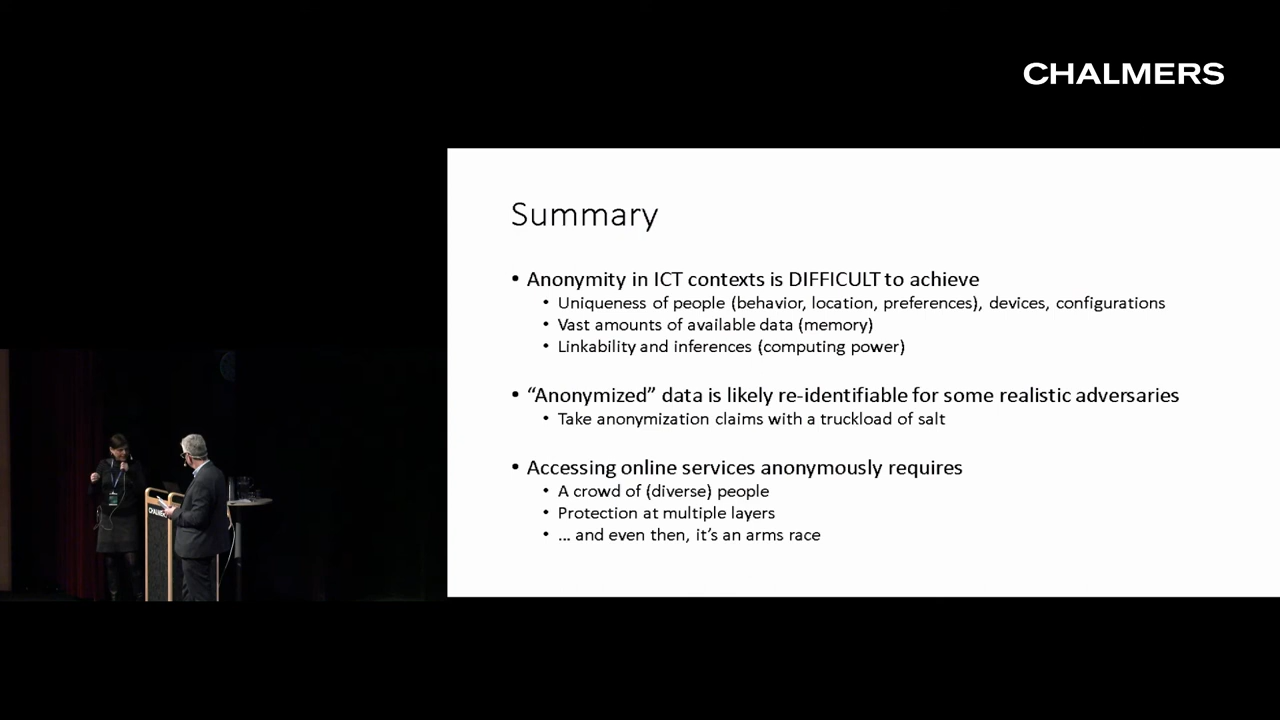 CHALMERS
Summary
• Anonymity in ICT contexts is DIFFICULT to achieve
• Uniqueness of people (behavior, location, preferences), devices, configurations
• Vast amounts of available data (memory)
• Linkability and inferences (computing power)
• “Anonymized” data is likely re-identifiable for some realistic adversaries
• Take anonymization claims with a truckload of salt
• Accessing online services anonymously requires
• A crowd of (diverse) people
• Protection at multiple layers
• ... and even then, it’s an arms race
CHALMERS